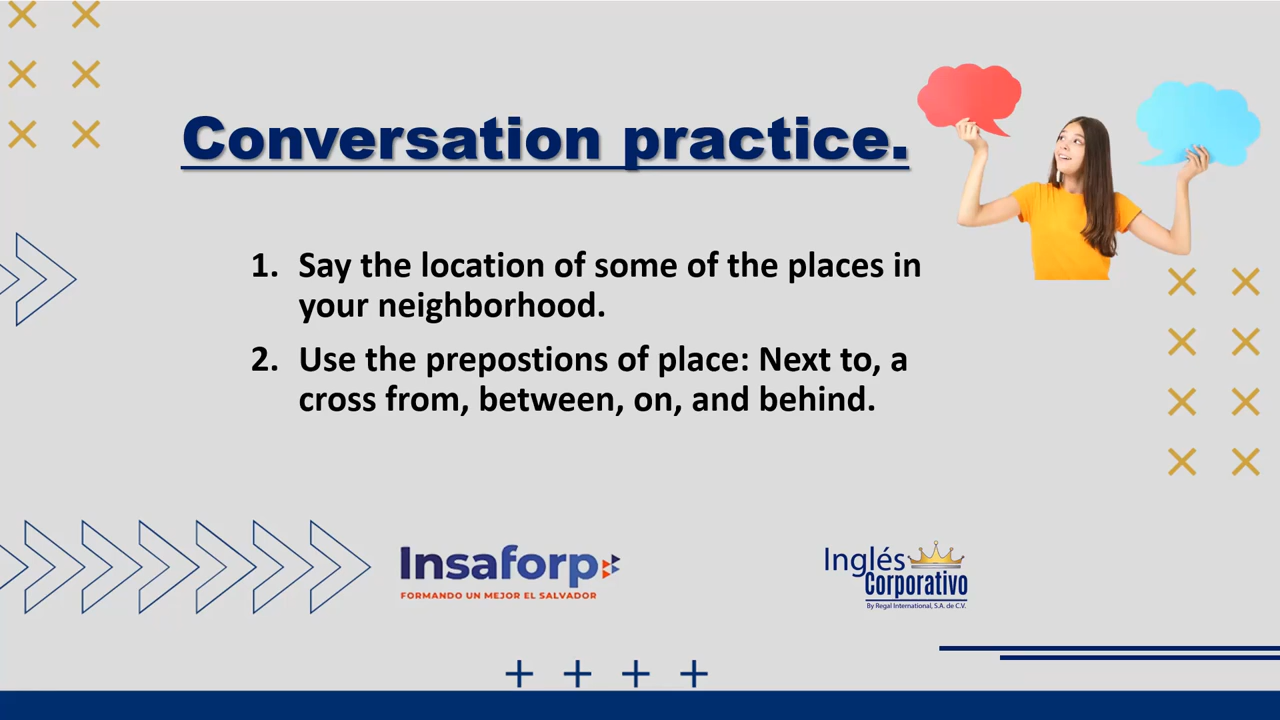 Conversation practice.
1. Say the location of some of the places in
your neighborhood.
2. Use the prepostions of place: Next to, a
cross from, between, on, and behind.
Insaforp
FORMANDO UN MEJOR EL SALVADOR
Inglés
Corporativo
By Regal International, S.A. de C.V.